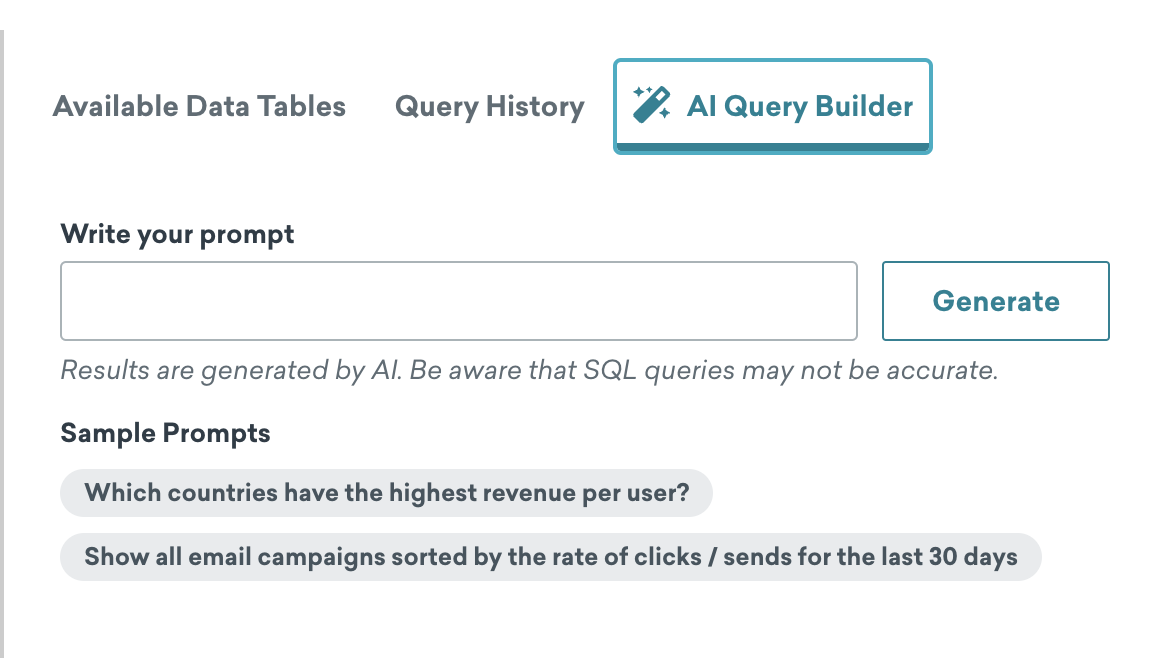 Available Data Tables
Query History
AI Query Builder
Write your prompt
Generate
Results are generated by AI. Be aware that SQL queries may not be accurate.
Sample Prompts
Which countries have the highest revenue per user?
Show all email campaigns sorted by the rate of clicks / sends for the last 30 days